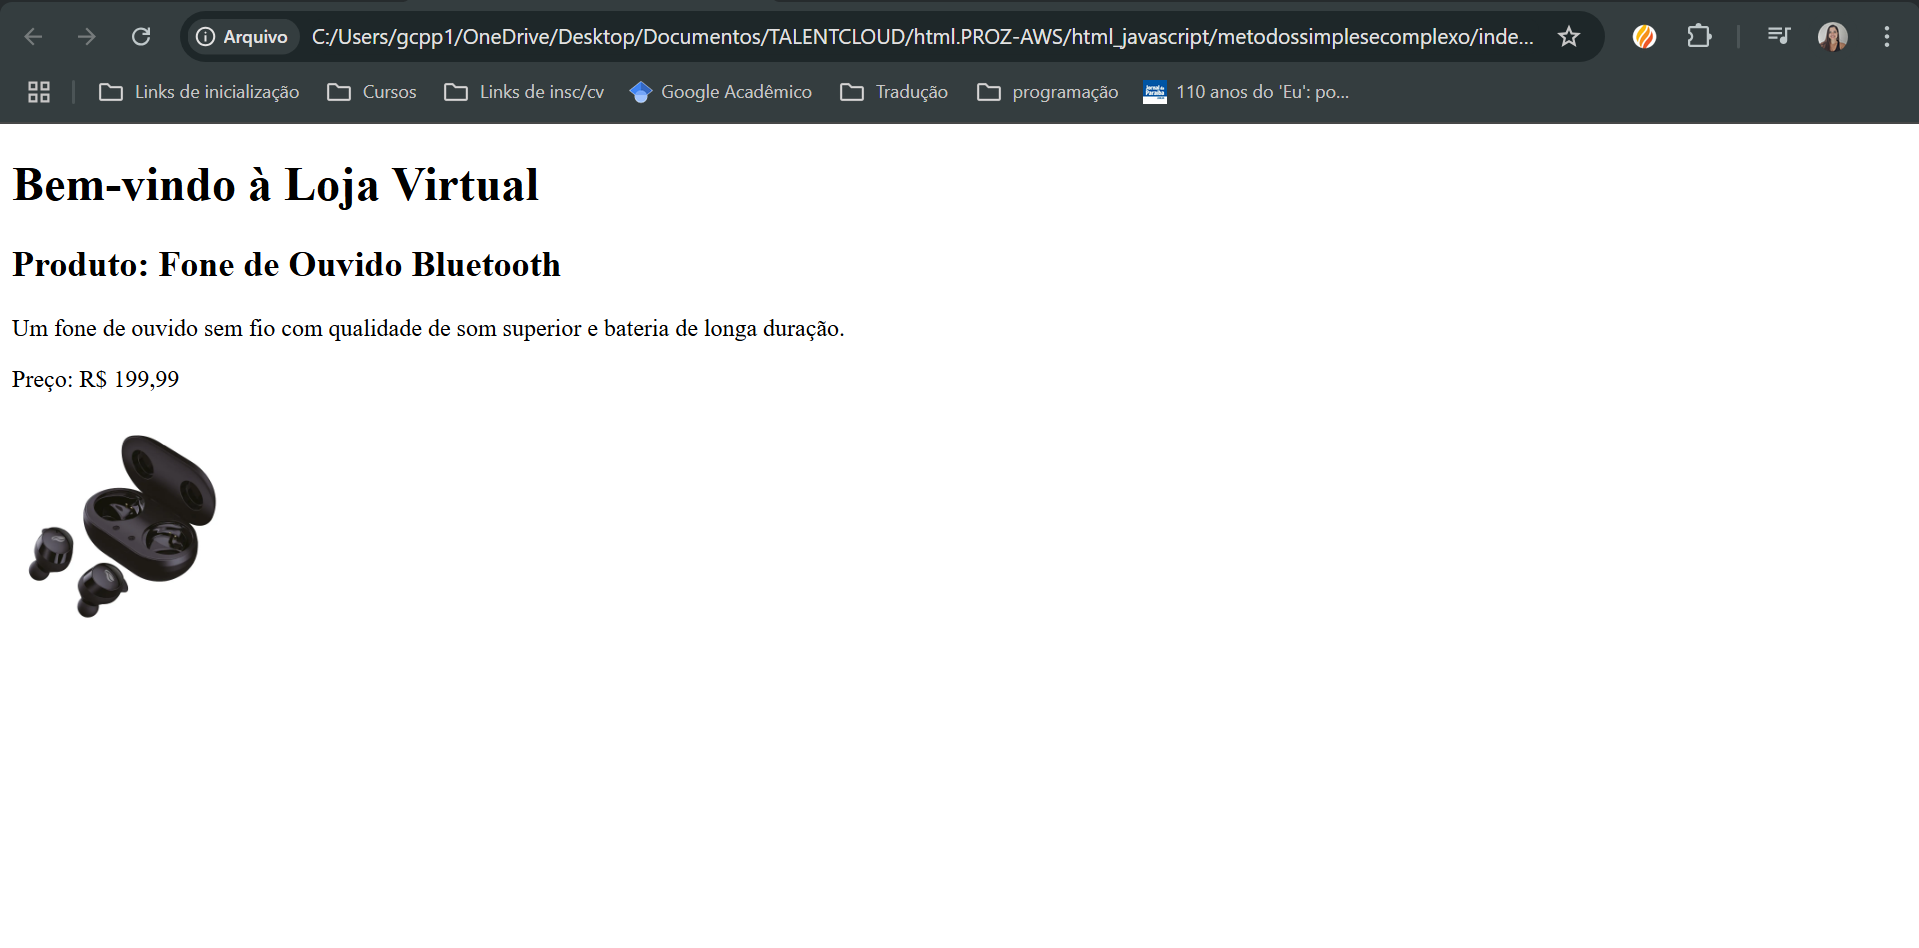 Arquivo C:/Users/gcpp1/OneDrive/Desktop/Documentos/TALENTCLOUD/html.PROZ-AWS/html_javascript/metodossimplesecomplexo/inde...
Links de inicialização Cursos Links de insc/cv Google Acadêmico Tradução programação Jornal da Paraíba 110 anos do 'Eu': po...
Bem-vindo à Loja Virtual
Produto: Fone de Ouvido Bluetooth
Um fone de ouvido sem fio com qualidade de som superior e bateria de longa duração.
Preço: R$ 199,99